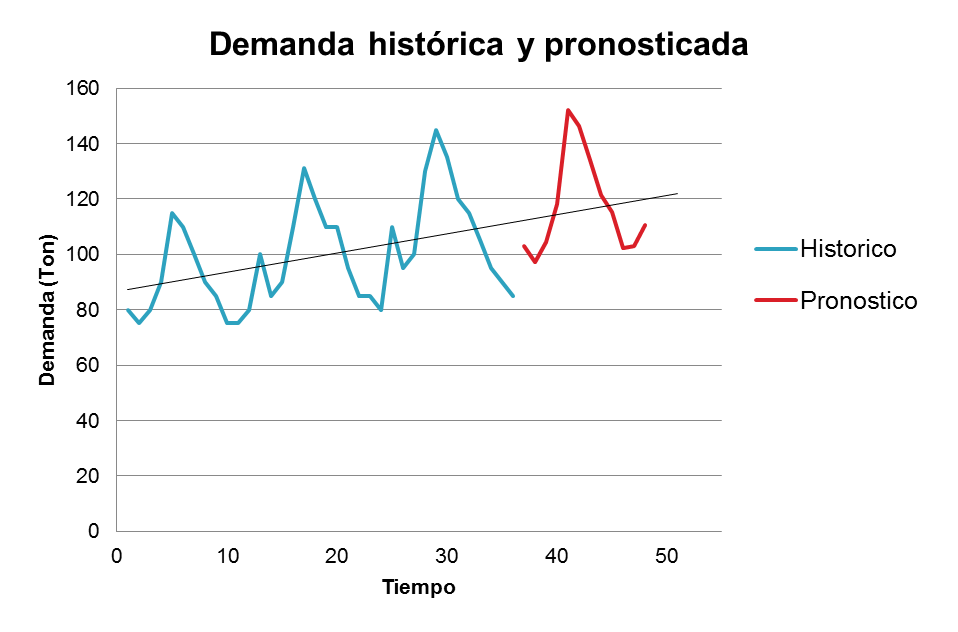 Demanda histórica y pronosticada
160
140
120
100
80
60
40
20
0
Demanda (Ton)
0 10 20 30 40 50
Tiempo
Historico
Pronostico